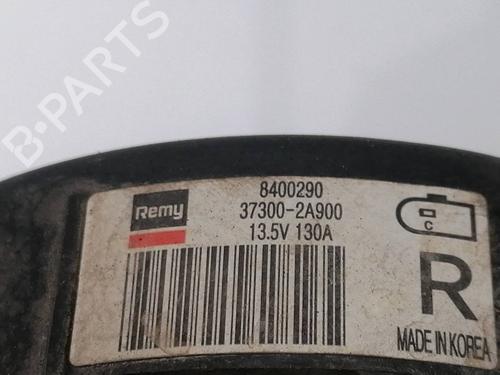 B-PARTS
Remy
8400290
37300-2A900
13.5V 130A
C
R
MADE IN KOREA